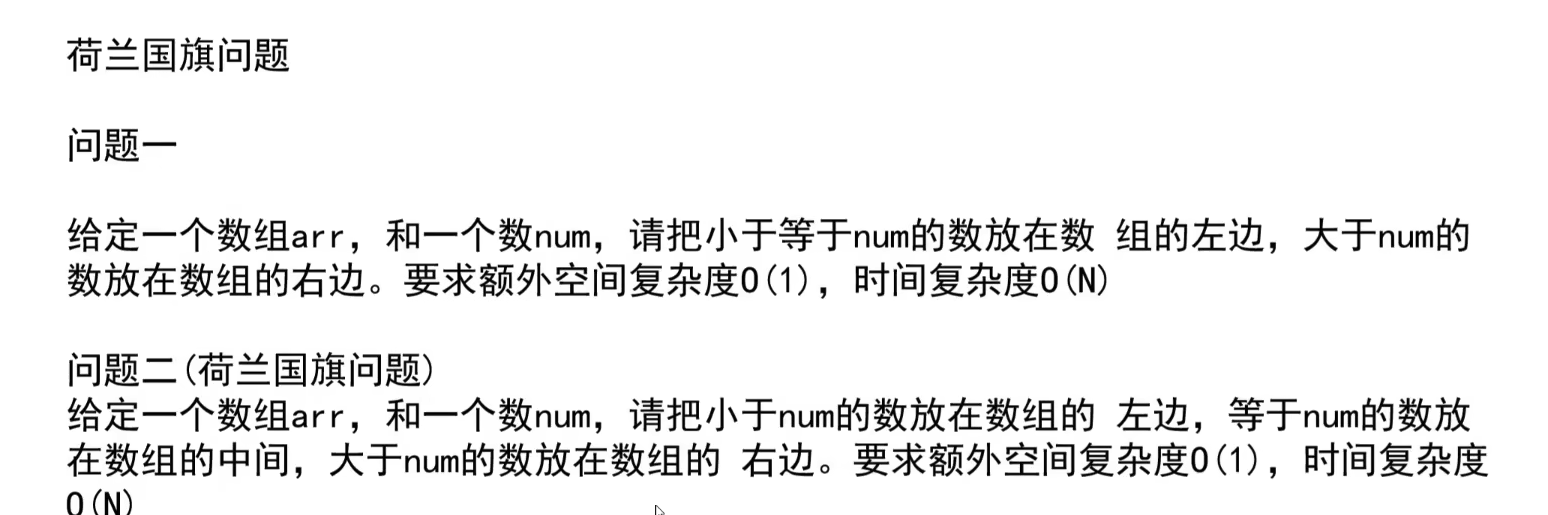 荷兰国旗问题
问题一
给定一个数组arr，和一个数num，请把小于等于num的数放在数 组的左边，大于num的
数放在数组的右边。要求额外空间复杂度O(1)，时间复杂度O(N)
问题二(荷兰国旗问题)
给定一个数组arr，和一个数num，请把小于num的数放在数组的 左边，等于num的数放
在数组的中间，大于num的数放在数组的 右边。要求额外空间复杂度O(1)，时间复杂度
O(N)